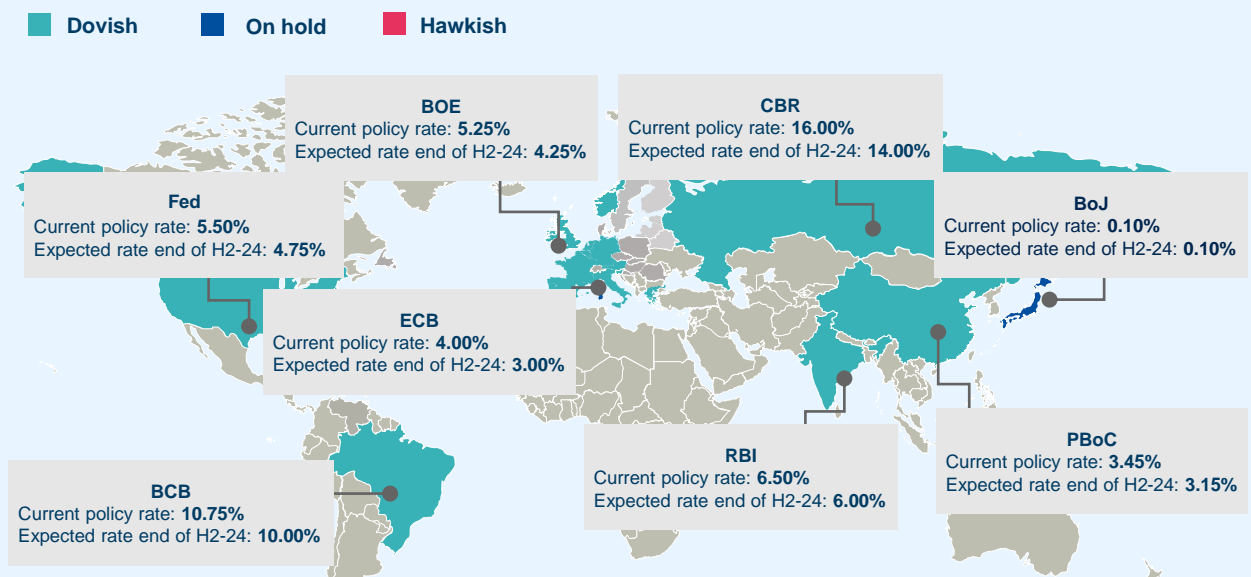 Dovish
On hold
Hawkish
BOE
Current policy rate: 5.25%
Expected rate end of H2-24: 4.25%
CBR
Current policy rate: 16.00%
Expected rate end of H2-24: 14.00%
Fed
Current policy rate: 5.50%
Expected rate end of H2-24: 4.75%
BoJ
Current policy rate: 0.10%
Expected rate end of H2-24: 0.10%
ECB
Current policy rate: 4.00%
Expected rate end of H2-24: 3.00%
RBI
Current policy rate: 6.50%
Expected rate end of H2-24: 6.00%
PBoC
Current policy rate: 3.45%
Expected rate end of H2-24: 3.15%
BCB
Current policy rate: 10.75%
Expected rate end of H2-24: 10.00%